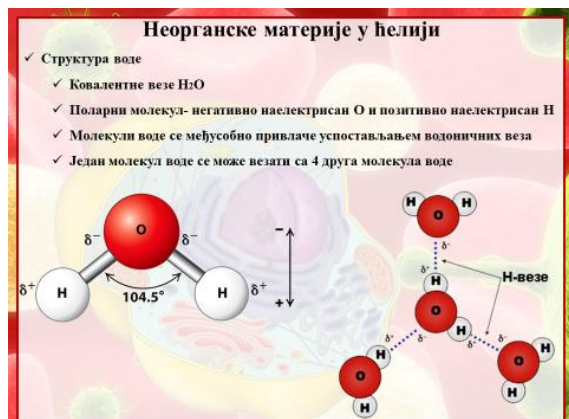 Неорганске материје у ћелији
✓ Структура воде
✓ Ковалентне везе H2O
✓ Поларни молекул- негативно наелектрисан О и позитивно наелектрисан Н
✓ Молекули воде се међусобно привлаче успостављањем водоничних веза
✓ Један молекул воде се може везати са 4 друга молекула воде
H H
O
δ−
O
δ− δ−
−
δ+
H
H-везе
δ+ H H δ+
104.5°
+
O
H
δ+ δ− δ+ δ−
H
O
H
O
H
H